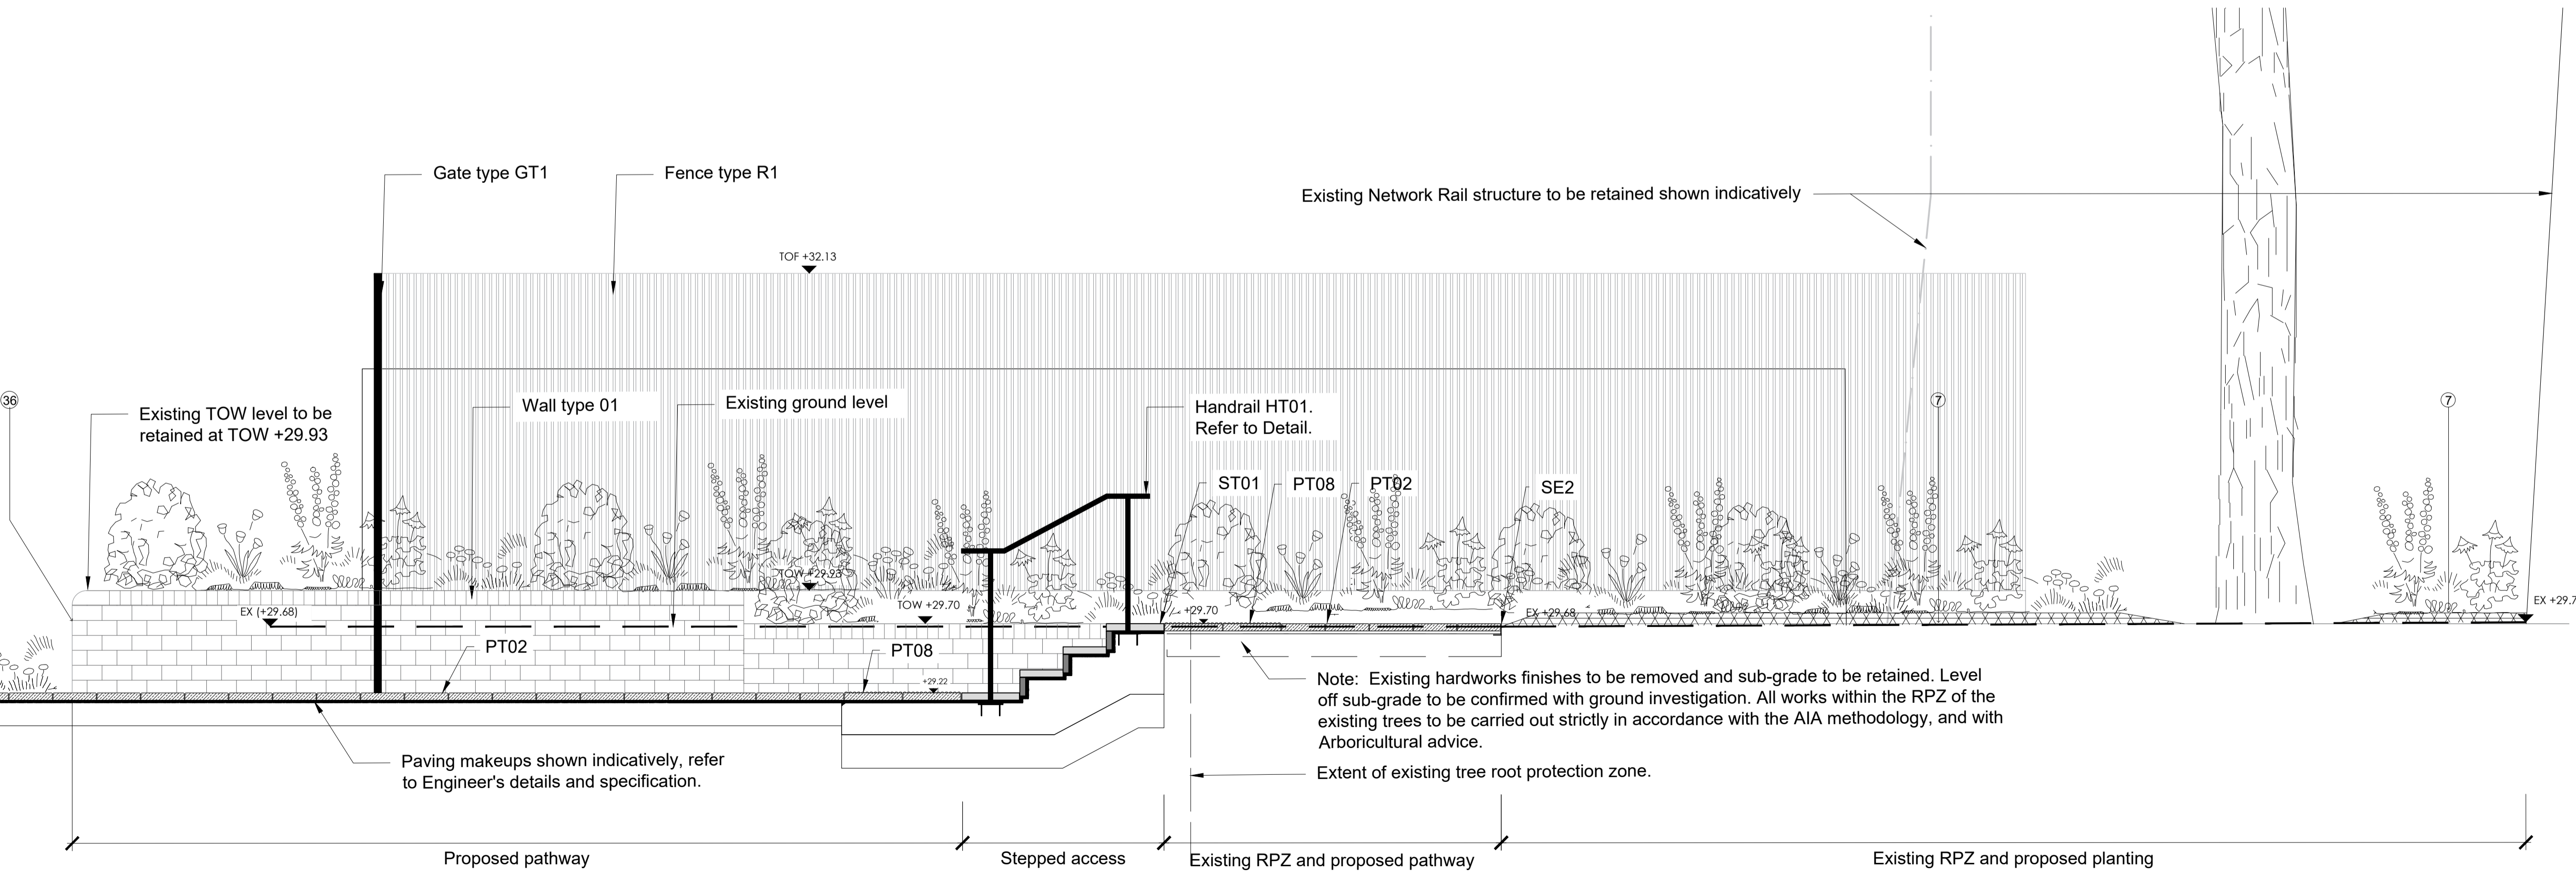 Gate type GT1
Fence type R1
Existing Network Rail structure to be retained shown indicatively
TOF +32.13
36
Existing TOW level to be
retained at TOW +29.93
Wall type 01
Existing ground level
Handrail HT01.
Refer to Detail.
7
7
ST01
PT08
PT02
SE2
TOW +29.93
EX (+29.68)
TOW +29.70
+29.70
EX +29.68
PT02
PT08
+29.22
Note: Existing hardworks finishes to be removed and sub-grade to be retained. Level
off sub-grade to be confirmed with ground investigation. All works within the RPZ of the
existing trees to be carried out strictly in accordance with the AIA methodology, and with
Arboricultural advice.
Paving makeups shown indicatively, refer
to Engineer's details and specification.
Extent of existing tree root protection zone.
Proposed pathway
Stepped access
Existing RPZ and proposed pathway
Existing RPZ and proposed planting